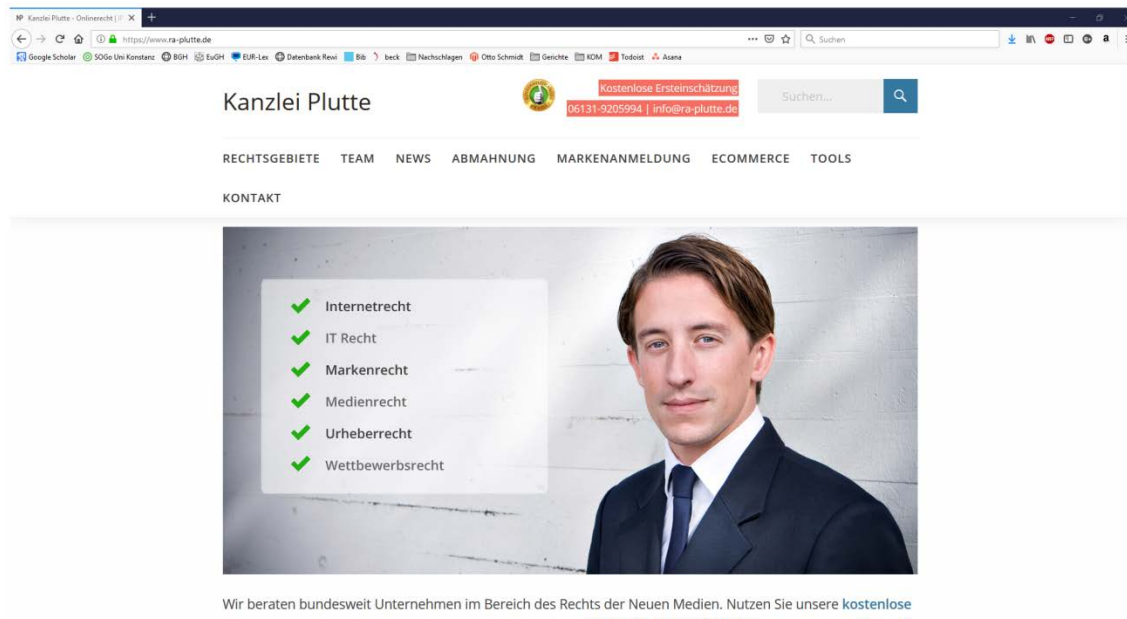 Kanzlei Plutte - Onlinerecht | IP
https://www.ra-plutte.de
Suchen
Google Scholar SOGo Uni Konstanz BGH EuGH EUR-Lex Datenbank Rewi Bib beck Nachschlagen Otto Schmidt Gerichte KOM Todoist Asana
Kanzlei Plutte
Kostenlose Ersteinschätzung
06131-9205994 | info@ra-plutte.de
Suchen...
RECHTSGEBIETE TEAM NEWS ABMAHNUNG MARKENANMELDUNG ECOMMERCE TOOLS
KONTAKT
Internetrecht
IT Recht
Markenrecht
Medienrecht
Urheberrecht
Wettbewerbsrecht
Wir beraten bundesweit Unternehmen im Bereich des Rechts der Neuen Medien. Nutzen Sie unsere kostenlose